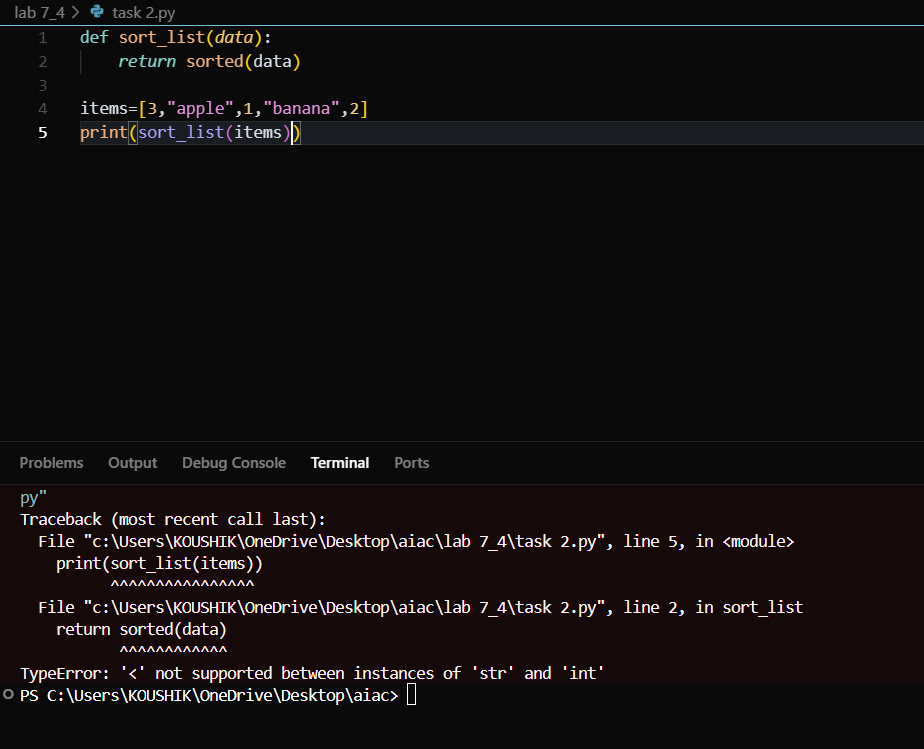 lab 7_4 > task 2.py
1 def sort_list(data):
2     return sorted(data)
3
4 items=[3,"apple",1,"banana",2]
5 print(sort_list(items))
Problems Output Debug Console Terminal Ports
py"
Traceback (most recent call last):
  File "c:\Users\KOUSHIK\OneDrive\Desktop\aiac\lab 7_4\task 2.py", line 5, in <module>
    print(sort_list(items))
          ^^^^^^^^^^^^^^^^
  File "c:\Users\KOUSHIK\OneDrive\Desktop\aiac\lab 7_4\task 2.py", line 2, in sort_list
    return sorted(data)
           ^^^^^^^^^^^^
TypeError: '<' not supported between instances of 'str' and 'int'
PS C:\Users\KOUSHIK\OneDrive\Desktop\aiac>